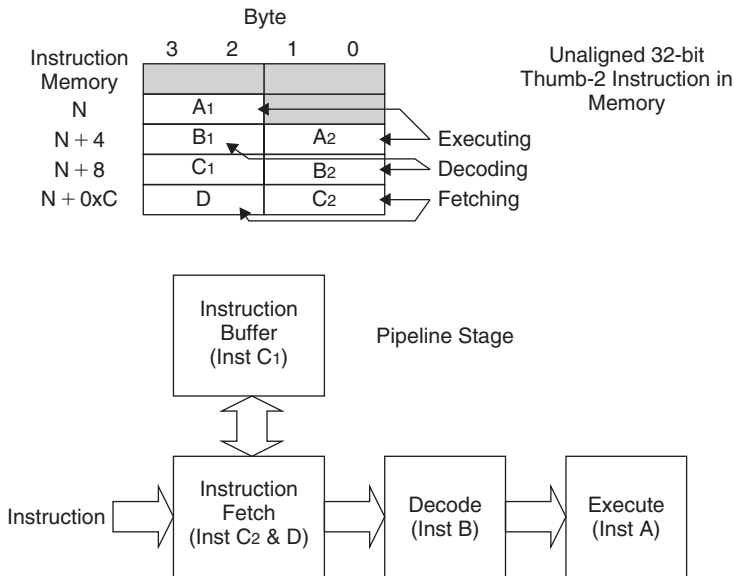 Byte
3 2 1 0
Instruction
Memory
Unaligned 32-bit
Thumb-2 Instruction in
Memory
N A1
N + 4 B1 A2 Executing
N + 8 C1 B2 Decoding
N + 0xC D C2 Fetching
Instruction
Buffer
(Inst C1)
Pipeline Stage
Instruction
Instruction
Fetch
(Inst C2 & D)
Decode
(Inst B)
Execute
(Inst A)